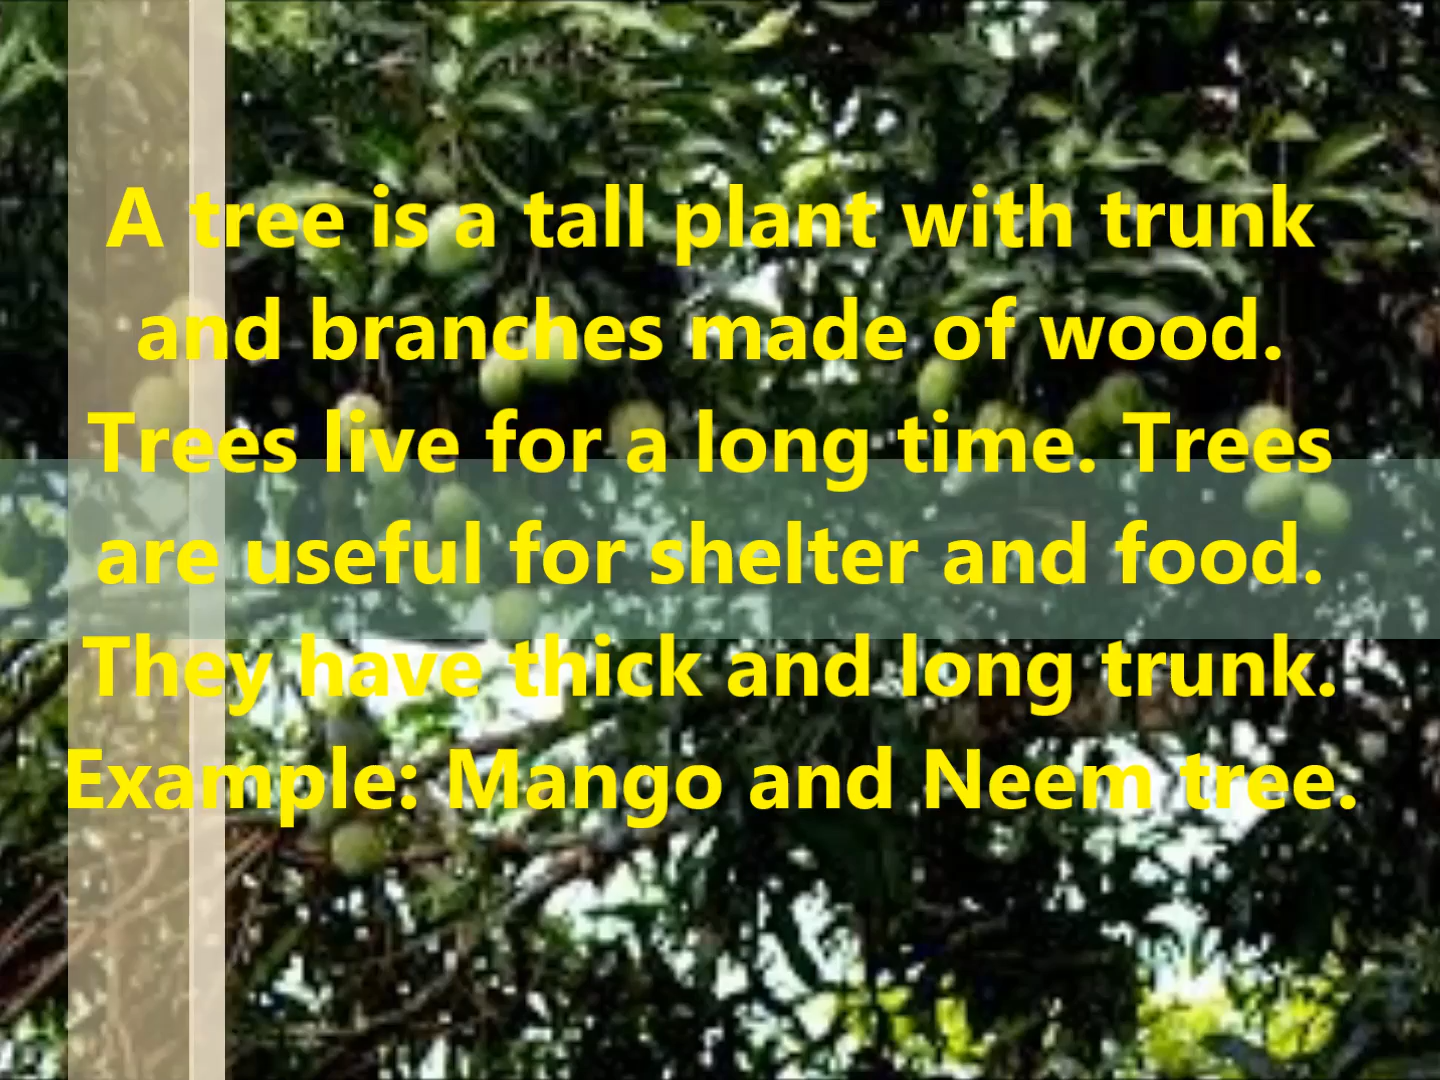 A tree is a tall plant with trunk
and branches made of wood.
Trees live for a long time. Trees
are useful for shelter and food.
They have thick and long trunk.
Example: Mango and Neem tree.